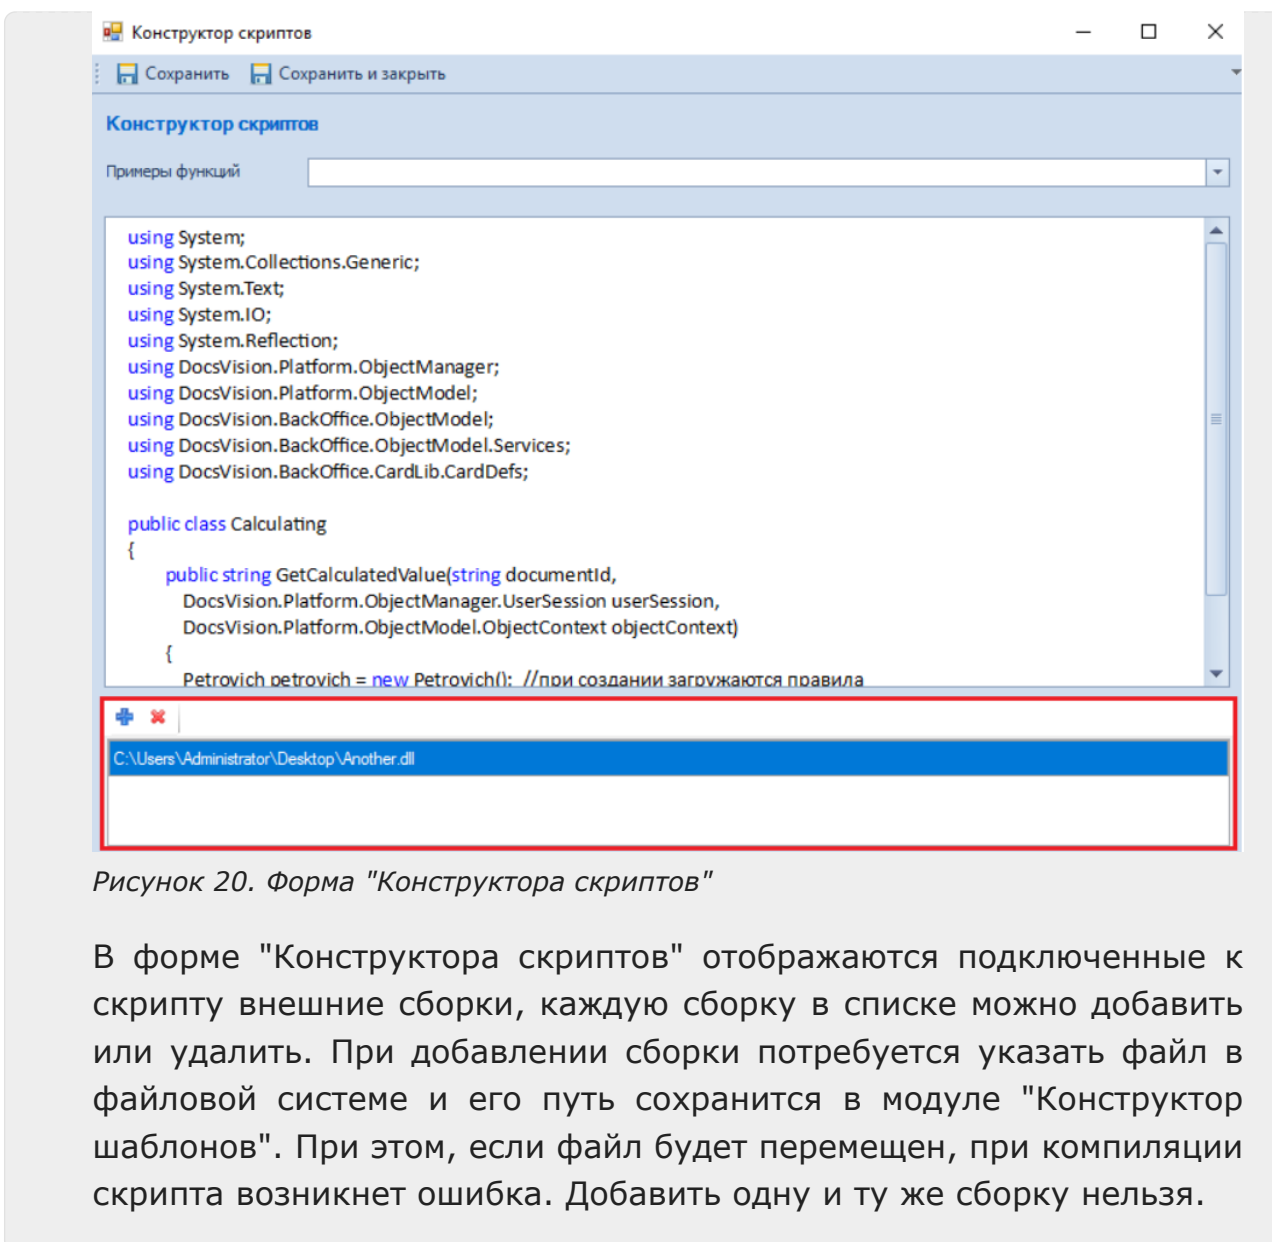 Конструктор скриптов
Сохранить Сохранить и закрыть
Конструктор скриптов
Примеры функций
using System;
using System.Collections.Generic;
using System.Text;
using System.IO;
using System.Reflection;
using DocsVision.Platform.ObjectManager;
using DocsVision.Platform.ObjectModel;
using DocsVision.BackOffice.ObjectModel;
using DocsVision.BackOffice.ObjectModel.Services;
using DocsVision.BackOffice.CardLib.CardDefs;
public class Calculating
{
public string GetCalculatedValue(string documentId,
DocsVision.Platform.ObjectManager.UserSession userSession,
DocsVision.Platform.ObjectModel.ObjectContext objectContext)
{
Petrovich petrovich = new Petrovich(); //при создании загружаются правила
C:\Users\Administrator\Desktop\Another.dll
Рисунок 20. Форма "Конструктора скриптов"
В форме "Конструктора скриптов" отображаются подключенные к
скрипту внешние сборки, каждую сборку в списке можно добавить
или удалить. При добавлении сборки потребуется указать файл в
файловой системе и его путь сохранится в модуле "Конструктор
шаблонов". При этом, если файл будет перемещен, при компиляции
скрипта возникнет ошибка. Добавить одну и ту же сборку нельзя.